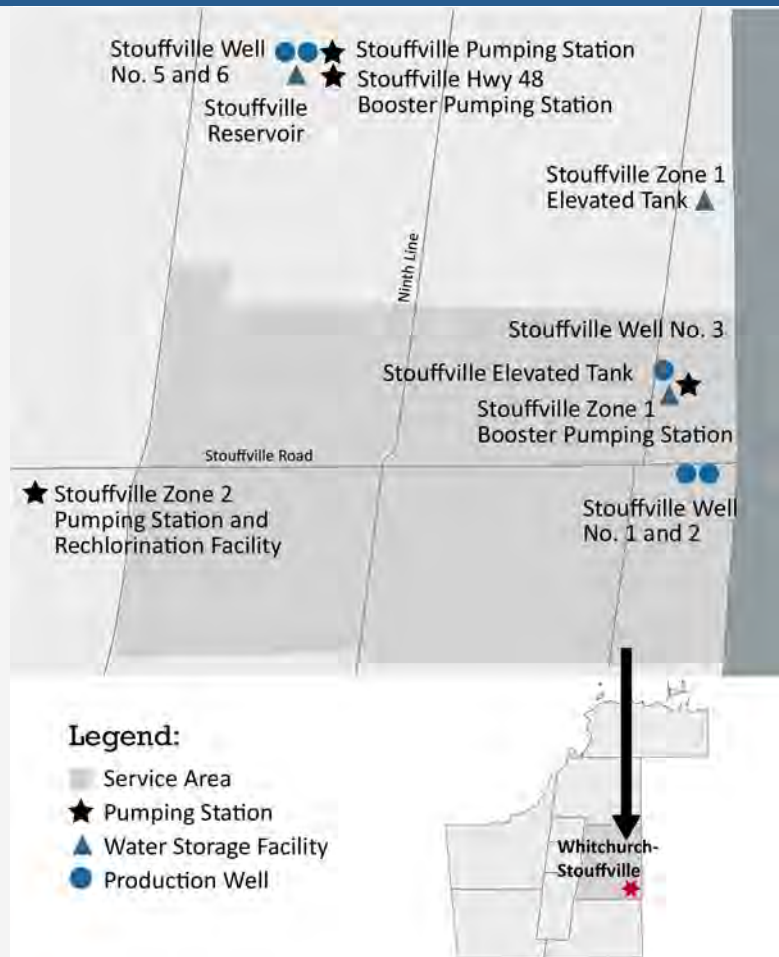 Stouffville Well
No. 5 and 6
Stouffville
Reservoir
Stouffville Pumping Station
Stouffville Hwy 48
Booster Pumping Station
Stouffville Zone 1
Elevated Tank
Ninth Line
Stouffville Well No. 3
Stouffville Elevated Tank
Stouffville Zone 1
Booster Pumping Station
Stouffville Road
Stouffville Zone 2
Pumping Station and
Rechlorination Facility
Stouffville Well
No. 1 and 2
Legend:
Service Area
Pumping Station
Water Storage Facility
Production Well
Whitchurch-
Stouffville